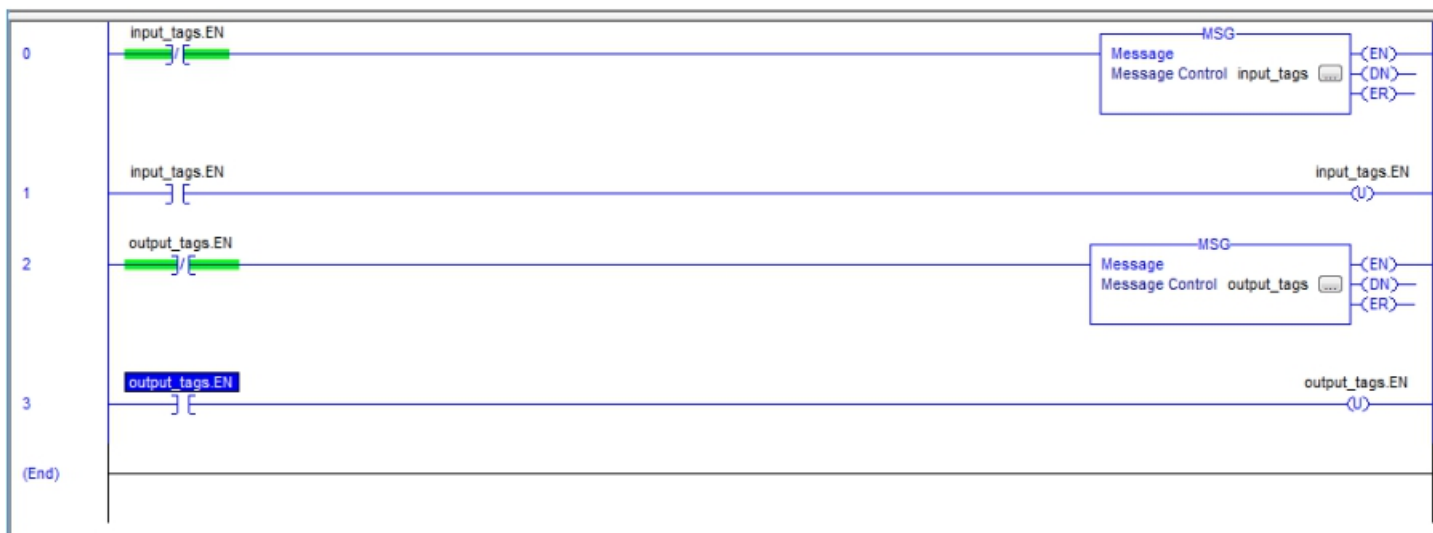 input_tags.EN
MSG
0
Message
(EN)
Message Control input_tags ...
(DN)
(ER)
input_tags.EN
input_tags.EN
1
(U)
output_tags.EN
MSG
2
Message
(EN)
Message Control output_tags ...
(DN)
(ER)
output_tags.EN
output_tags.EN
3
(U)
(End)